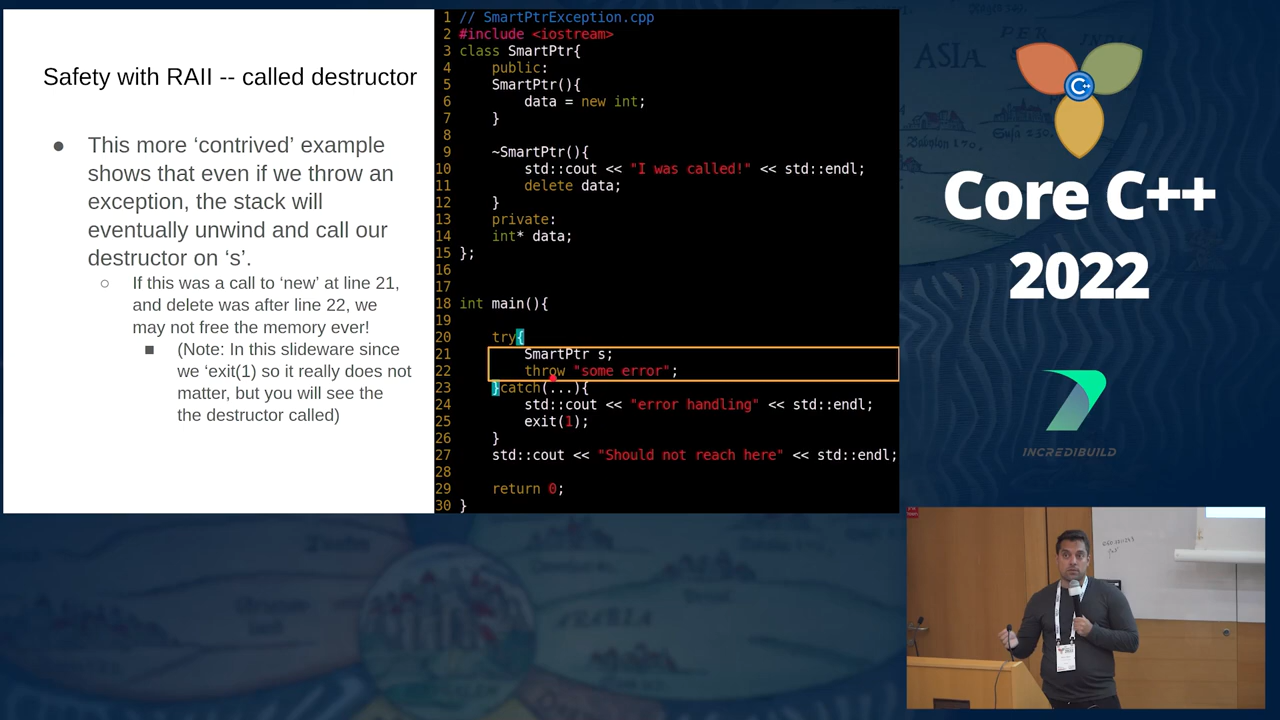 Safety with RAII -- called destructor
● This more ‘contrived’ example
shows that even if we throw an
exception, the stack will
eventually unwind and call our
destructor on ‘s’.
○ If this was a call to ‘new’ at line 21,
and delete was after line 22, we
may not free the memory ever!
■ (Note: In this slideware since
we ‘exit(1) so it really does not
matter, but you will see the
the destructor called)
1 // SmartPtrException.cpp
2 #include <iostream>
3 class SmartPtr{
4     public:
5     SmartPtr(){
6         data = new int;
7     }
8
9     ~SmartPtr(){
10         std::cout << "I was called!" << std::endl;
11         delete data;
12     }
13     private:
14     int* data;
15 };
16
17
18 int main(){
19
20     try{
21         SmartPtr s;
22         throw "some error";
23     }catch(...){
24         std::cout << "error handling" << std::endl;
25         exit(1);
26     }
27     std::cout << "Should not reach here" << std::endl;
28
29     return 0;
30 }
ASIA
PER
INDIA
C++
Core C++
2022
INCREDIBUILD
ARABIA